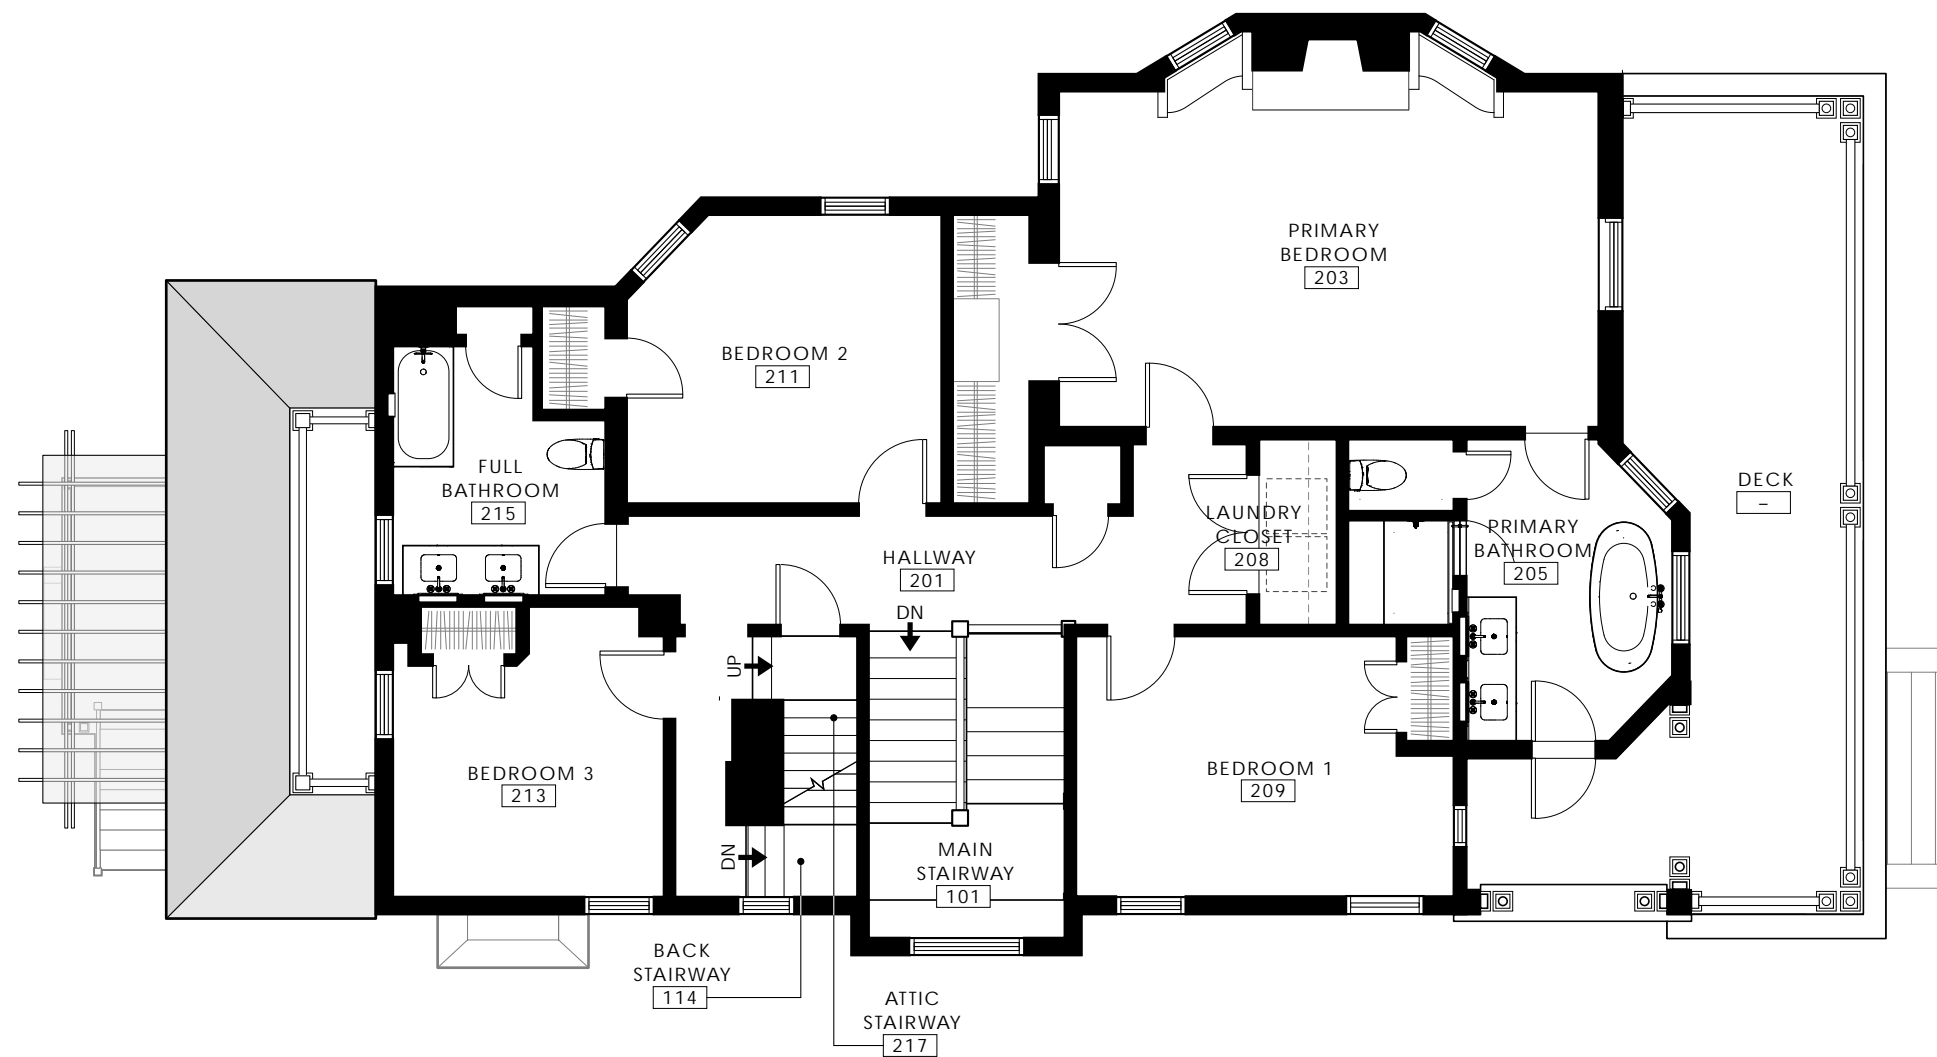 PRIMARY
BEDROOM
203
BEDROOM 2
211
FULL
BATHROOM
215
DECK
–
LAUNDRY
CLOSET
208
PRIMARY
BATHROOM
205
HALLWAY
201
DN
UP
BEDROOM 3
213
BEDROOM 1
209
DN
MAIN
STAIRWAY
101
BACK
STAIRWAY
114
ATTIC
STAIRWAY
217